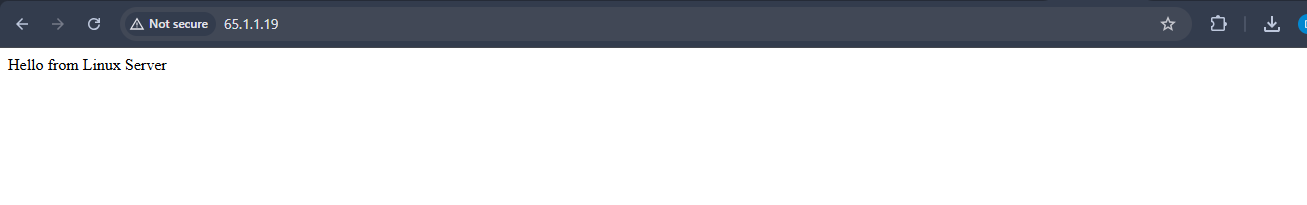 Not secure 65.1.1.19
Hello from Linux Server